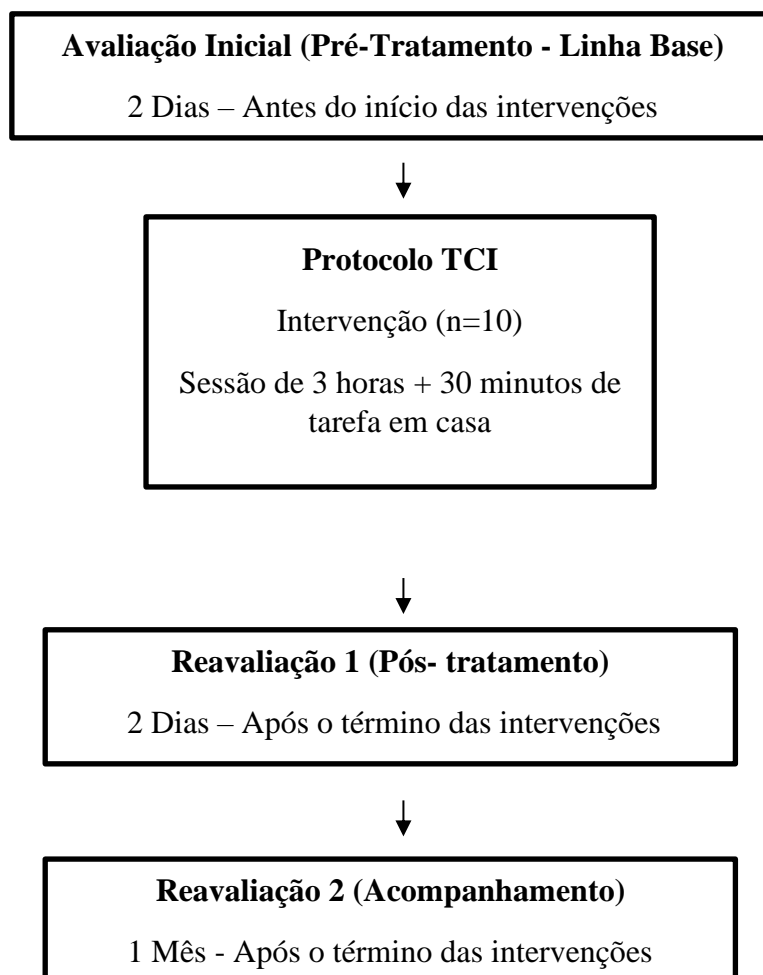 Avaliação Inicial (Pré-Tratamento - Linha Base)
2 Dias – Antes do início das intervenções
Protocolo TCI
Intervenção (n=10)
Sessão de 3 horas + 30 minutos de
tarefa em casa
Reavaliação 1 (Pós- tratamento)
2 Dias – Após o término das intervenções
Reavaliação 2 (Acompanhamento)
1 Mês - Após o término das intervenções